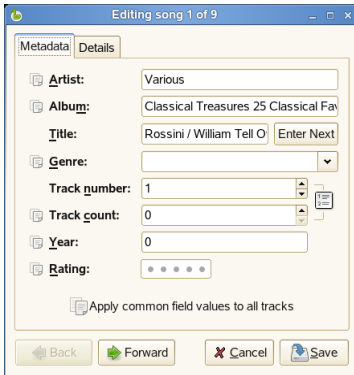 Editing song 1 of 9
Metadata Details
Artist: Various
Album: Classical Treasures 25 Classical Fav
Title: Rossini / William Tell O Enter Next
Genre:
Track number: 1
Track count: 0
Year: 0
Rating:
Apply common field values to all tracks
Back Forward Cancel Save